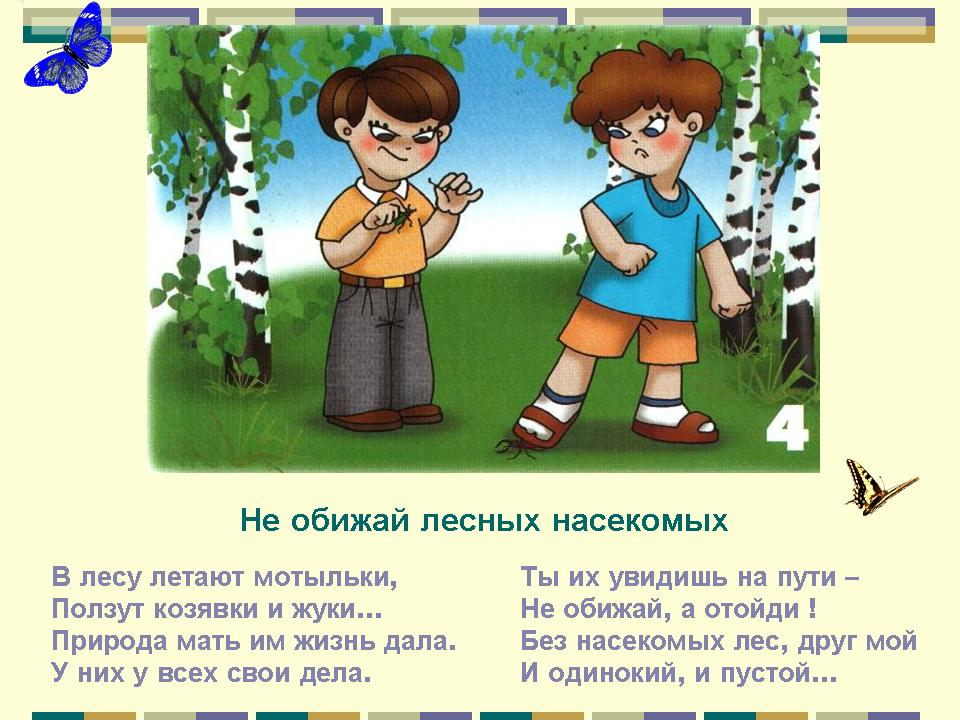 4
Не обижай лесных насекомых
В лесу летают мотыльки,
Ползут козявки и жуки...
Природа мать им жизнь дала.
У них у всех свои дела.
Ты их увидишь на пути –
Не обижай, а отойди !
Без насекомых лес, друг мой
И одинокий, и пустой...